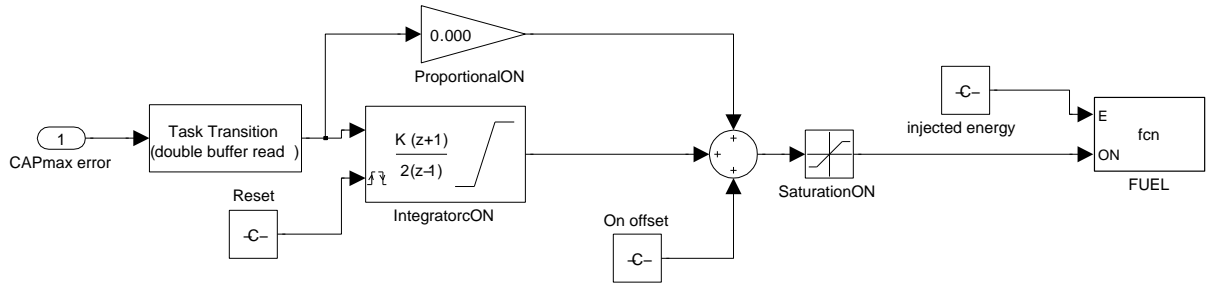 0.000
ProportionalON
1
CAPmax error
Task Transition
(double buffer read )
K (z+1)
2(z-1)
IntegratorcON
Reset
-C-
On offset
-C-
+
+
+
SaturationON
-C-
injected energy
E
ON
fcn
FUEL